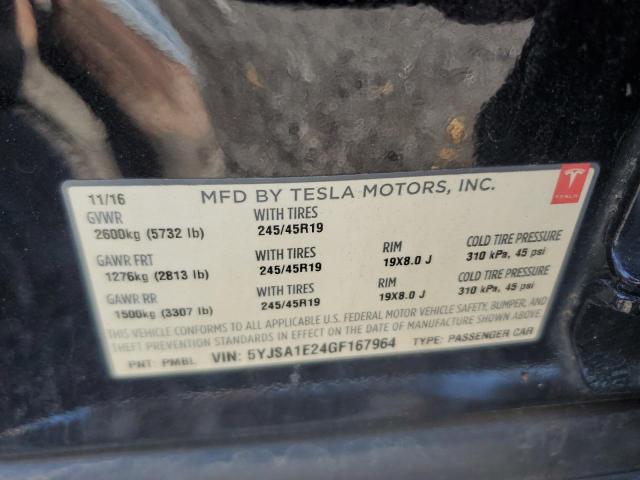 11/16 MFD BY TESLA MOTORS, INC.
GVWR WITH TIRES
2600kg (5732 lb) 245/45R19
GAWR FRT WITH TIRES RIM COLD TIRE PRESSURE
1276kg (2813 lb) 245/45R19 19X8.0 J 310 kPa, 45 psi
GAWR RR WITH TIRES RIM COLD TIRE PRESSURE
1500kg (3307 lb) 245/45R19 19X8.0 J 310 kPa, 45 psi
THIS VEHICLE CONFORMS TO ALL APPLICABLE U.S. FEDERAL MOTOR VEHICLE SAFETY, BUMPER, AND
THEFT PREVENTION STANDARDS IN EFFECT ON THE DATE OF MANUFACTURE SHOWN ABOVE.
PNT: PMBL VIN: 5YJSA1E24GF167964 TYPE: PASSENGER CAR
TESLA